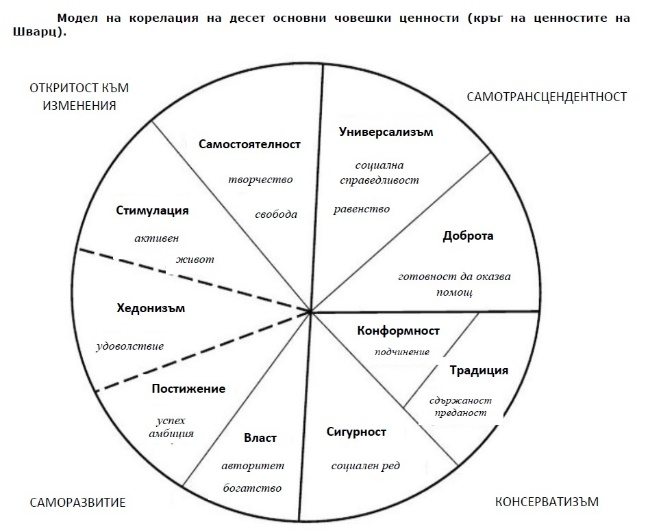 Модел на корелация на десет основни човешки ценности (кръг на ценностите на
Шварц).
ОТКРИТОСТ КЪМ
ИЗМЕНЕНИЯ
САМОТРАНСЦЕНДЕНТНОСТ
Самостоятелност
творчество
свобода
Универсализъм
социална
справедливост
равенство
Стимулация
активен
живот
Доброта
готовност да оказва
помощ
Хедонизъм
удоволствие
Конформност
подчинение
Традиция
сдържаност
преданост
Постижение
успех
амбиция
Власт
авторитет
богатство
Сигурност
социален ред
САМОРАЗВИТИЕ
КОНСЕРВАТИЗЪМ